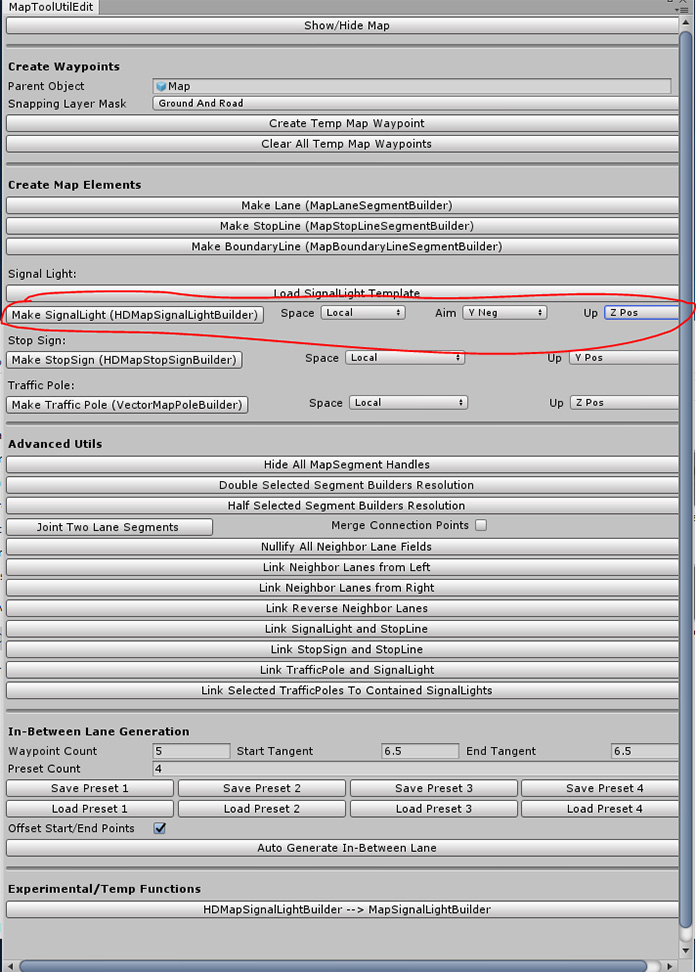 MapToolUtilEdit
Show/Hide Map
Create Waypoints
Parent Object Map
Snapping Layer Mask Ground And Road
Create Temp Map Waypoint
Clear All Temp Map Waypoints
Create Map Elements
Make Lane (MapLaneSegmentBuilder)
Make StopLine (MapStopLineSegmentBuilder)
Make BoundaryLine (MapBoundaryLineSegmentBuilder)
Signal Light:
Load SignalLight Template
Make SignalLight (HDMapSignalLightBuilder) Space Local Aim Y Neg Up Z Pos
Stop Sign:
Make StopSign (HDMapStopSignBuilder) Space Local Up Y Pos
Traffic Pole:
Make Traffic Pole (VectorMapPoleBuilder) Space Local Up Z Pos
Advanced Utils
Hide All MapSegment Handles
Double Selected Segment Builders Resolution
Half Selected Segment Builders Resolution
Joint Two Lane Segments Merge Connection Points
Nullify All Neighbor Lane Fields
Link Neighbor Lanes from Left
Link Neighbor Lanes from Right
Link Reverse Neighbor Lanes
Link SignalLight and StopLine
Link StopSign and StopLine
Link TrafficPole and SignalLight
Link Selected TrafficPoles To Contained SignalLights
In-Between Lane Generation
Waypoint Count 5 Start Tangent 6.5 End Tangent 6.5
Preset Count 4
Save Preset 1 Save Preset 2 Save Preset 3 Save Preset 4
Load Preset 1 Load Preset 2 Load Preset 3 Load Preset 4
Offset Start/End Points
Auto Generate In-Between Lane
Experimental/Temp Functions
HDMapSignalLightBuilder --> MapSignalLightBuilder